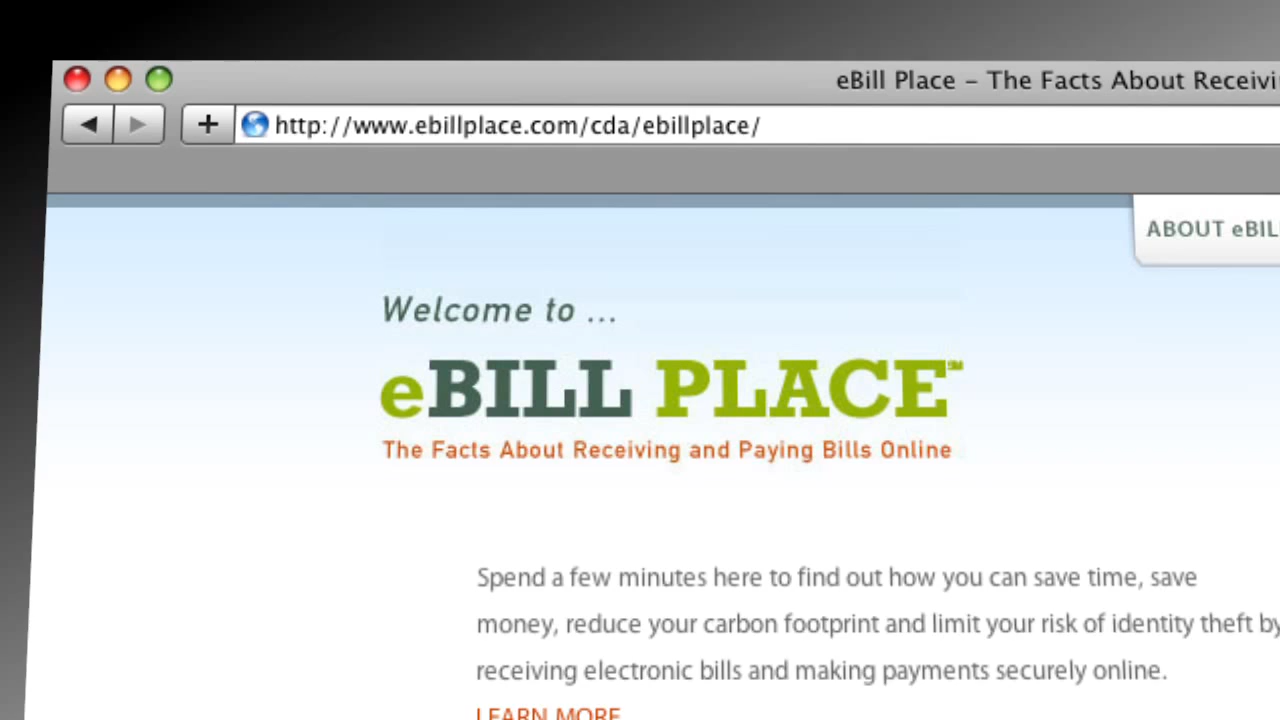 eBill Place – The Facts About Receivi
http://www.ebillplace.com/cda/ebillplace/
ABOUT eBIL
Welcome to ...
eBILL PLACE
The Facts About Receiving and Paying Bills Online
Spend a few minutes here to find out how you can save time, save
money, reduce your carbon footprint and limit your risk of identity theft by
receiving electronic bills and making payments securely online.
LEARN MORE